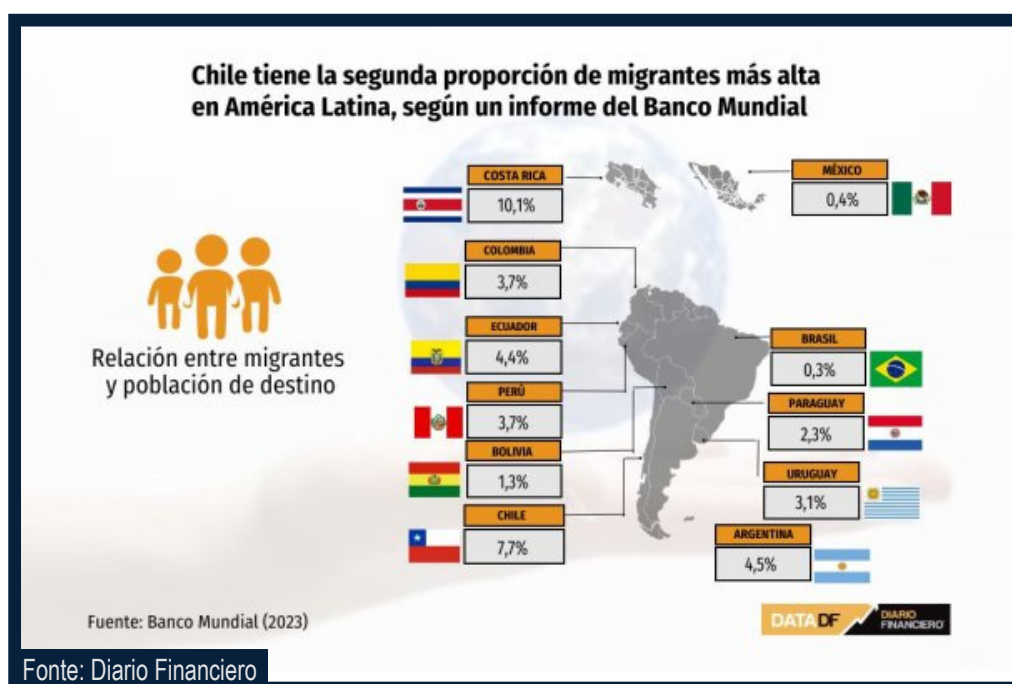 Chile tiene la segunda proporción de migrantes más alta
en América Latina, según un informe del Banco Mundial
COSTA RICA
10,1%
MÉXICO
0,4%
COLOMBIA
3,7%
ECUADOR
4,4%
PERÚ
3,7%
BOLIVIA
1,3%
CHILE
7,7%
BRASIL
0,3%
PARAGUAY
2,3%
URUGUAY
3,1%
ARGENTINA
4,5%
Relación entre migrantes
y población de destino
Fuente: Banco Mundial (2023)
DATA DF
DIARIO
FINANCIERO
Fonte: Diario Financiero